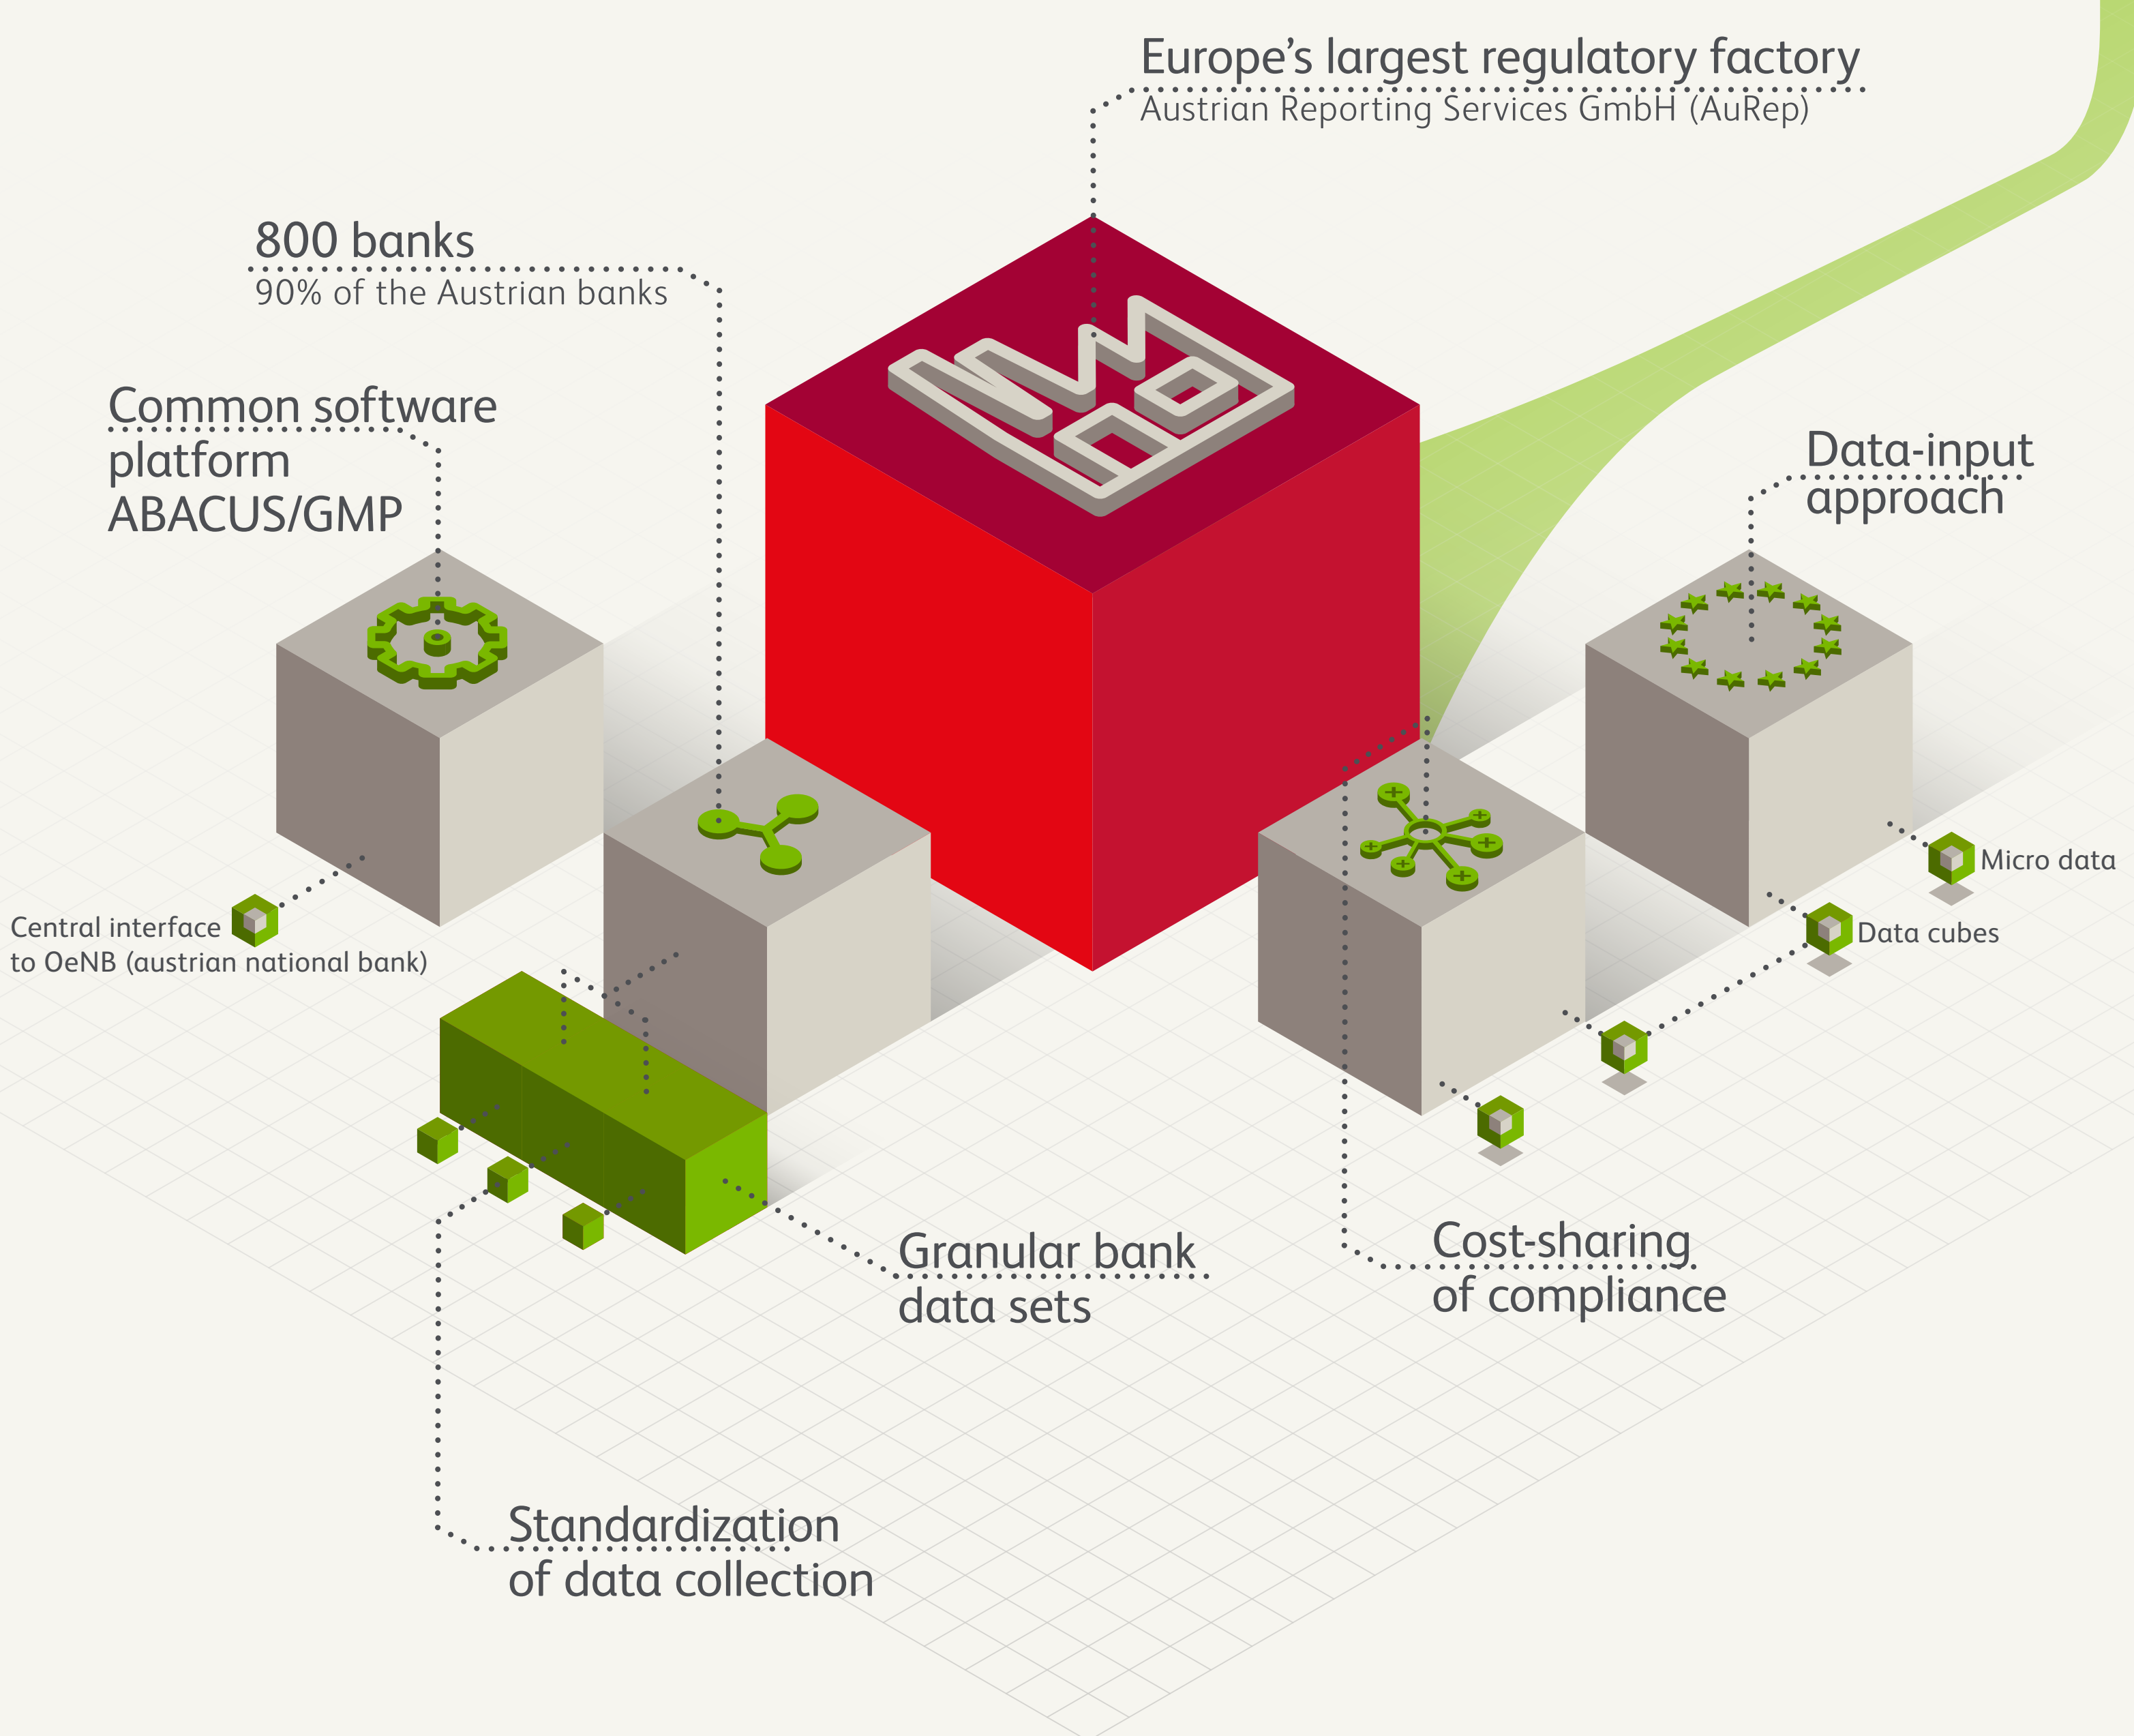 Europe’s largest regulatory factory
Austrian Reporting Services GmbH (AuRep)
800 banks
90% of the Austrian banks
Common software
platform
ABACUS/GMP
Data-input
approach
Micro data
Data cubes
Central interface
to OeNB (austrian national bank)
Granular bank
data sets
Cost-sharing
of compliance
Standardization
of data collection